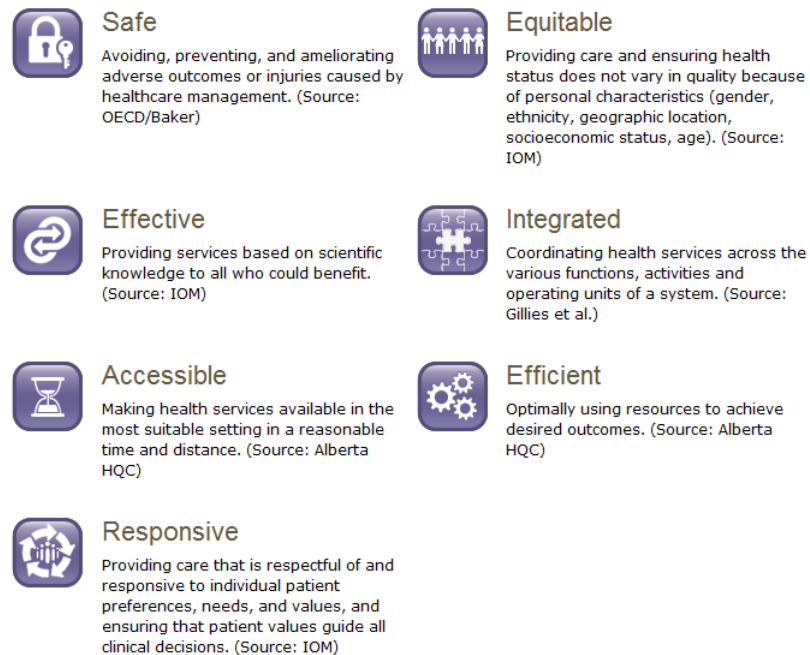 Safe
Avoiding, preventing, and ameliorating
adverse outcomes or injuries caused by
healthcare management. (Source:
OECD/Baker)
Equitable
Providing care and ensuring health
status does not vary in quality because
of personal characteristics (gender,
ethnicity, geographic location,
socioeconomic status, age). (Source:
IOM)
Effective
Providing services based on scientific
knowledge to all who could benefit.
(Source: IOM)
Integrated
Coordinating health services across the
various functions, activities and
operating units of a system. (Source:
Gillies et al.)
Accessible
Making health services available in the
most suitable setting in a reasonable
time and distance. (Source: Alberta
HQC)
Efficient
Optimally using resources to achieve
desired outcomes. (Source: Alberta
HQC)
Responsive
Providing care that is respectful of and
responsive to individual patient
preferences, needs, and values, and
ensuring that patient values guide all
clinical decisions. (Source: IOM)